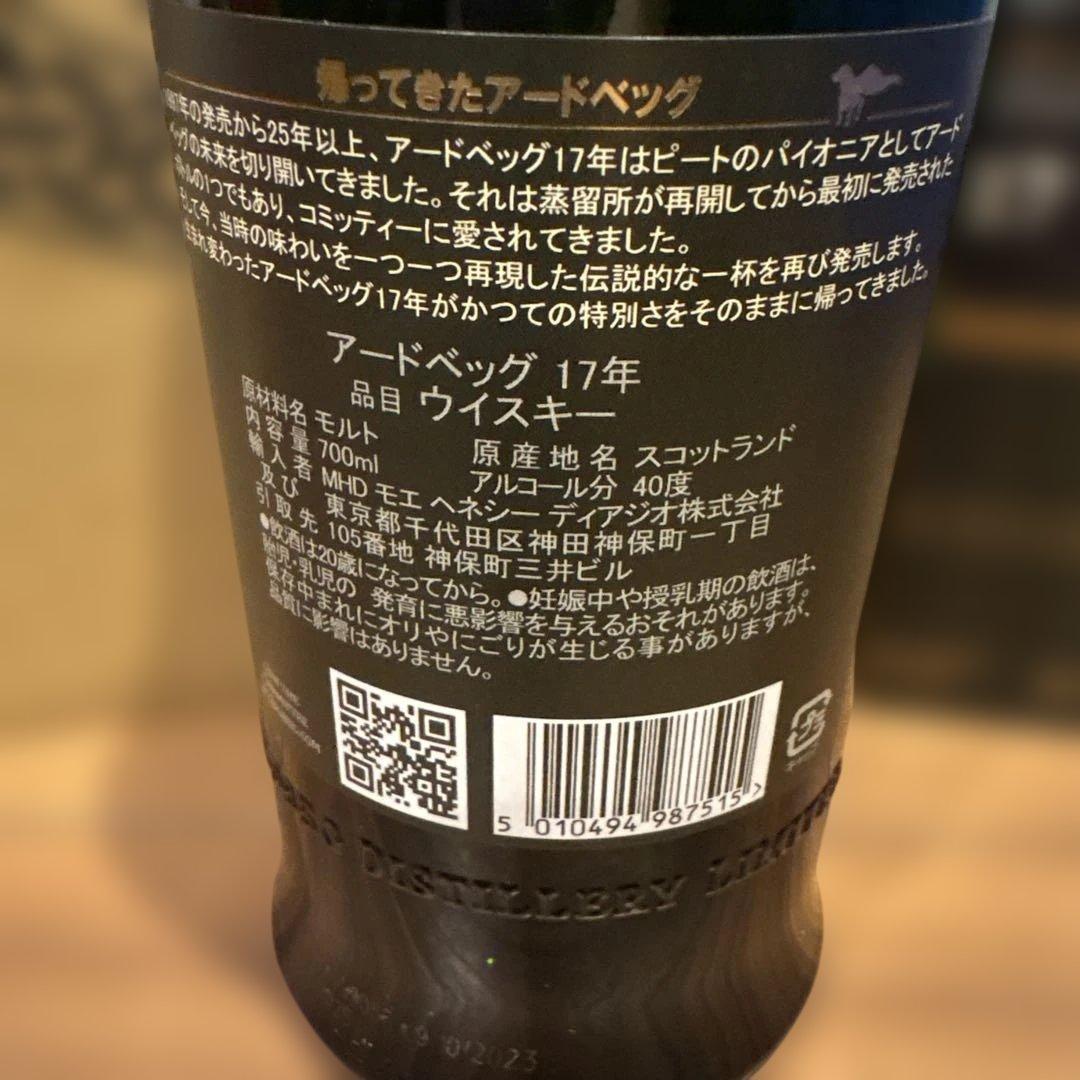 帰ってきたアードベッグ
1997年の発売から25年以上、アードベッグ17年はピートのパイオニアとしてアード
ベッグの未来を切り開いてきました。それは蒸留所が再開してから最初に発売された
ボトルの1つでもあり、コミッティーに愛されてきました。
そして今、当時の味わいを一つ一つ再現した伝説的な一杯を再び発売します。
生まれ変わったアードベッグ17年がかつての特別さをそのままに帰ってきました。
アードベッグ 17年
品目 ウイスキー
原材料名 モルト 原産地名 スコットランド
内容量 700ml アルコール分 40度
輸入者 MHD モエ ヘネシー ディアジオ株式会社
及び 東京都千代田区神田神保町一丁目
引取先 105番地 神保町三井ビル
●飲酒は20歳になってから。●妊娠中や授乳期の飲酒は、
胎児・乳児の 発育に悪影響を与えるおそれがあります。
保存中まれにオリやにごりが生じる事がありますが、
品質に影響はありません。
5 010494 987515 >
DISTILLERY LIMITED
2023